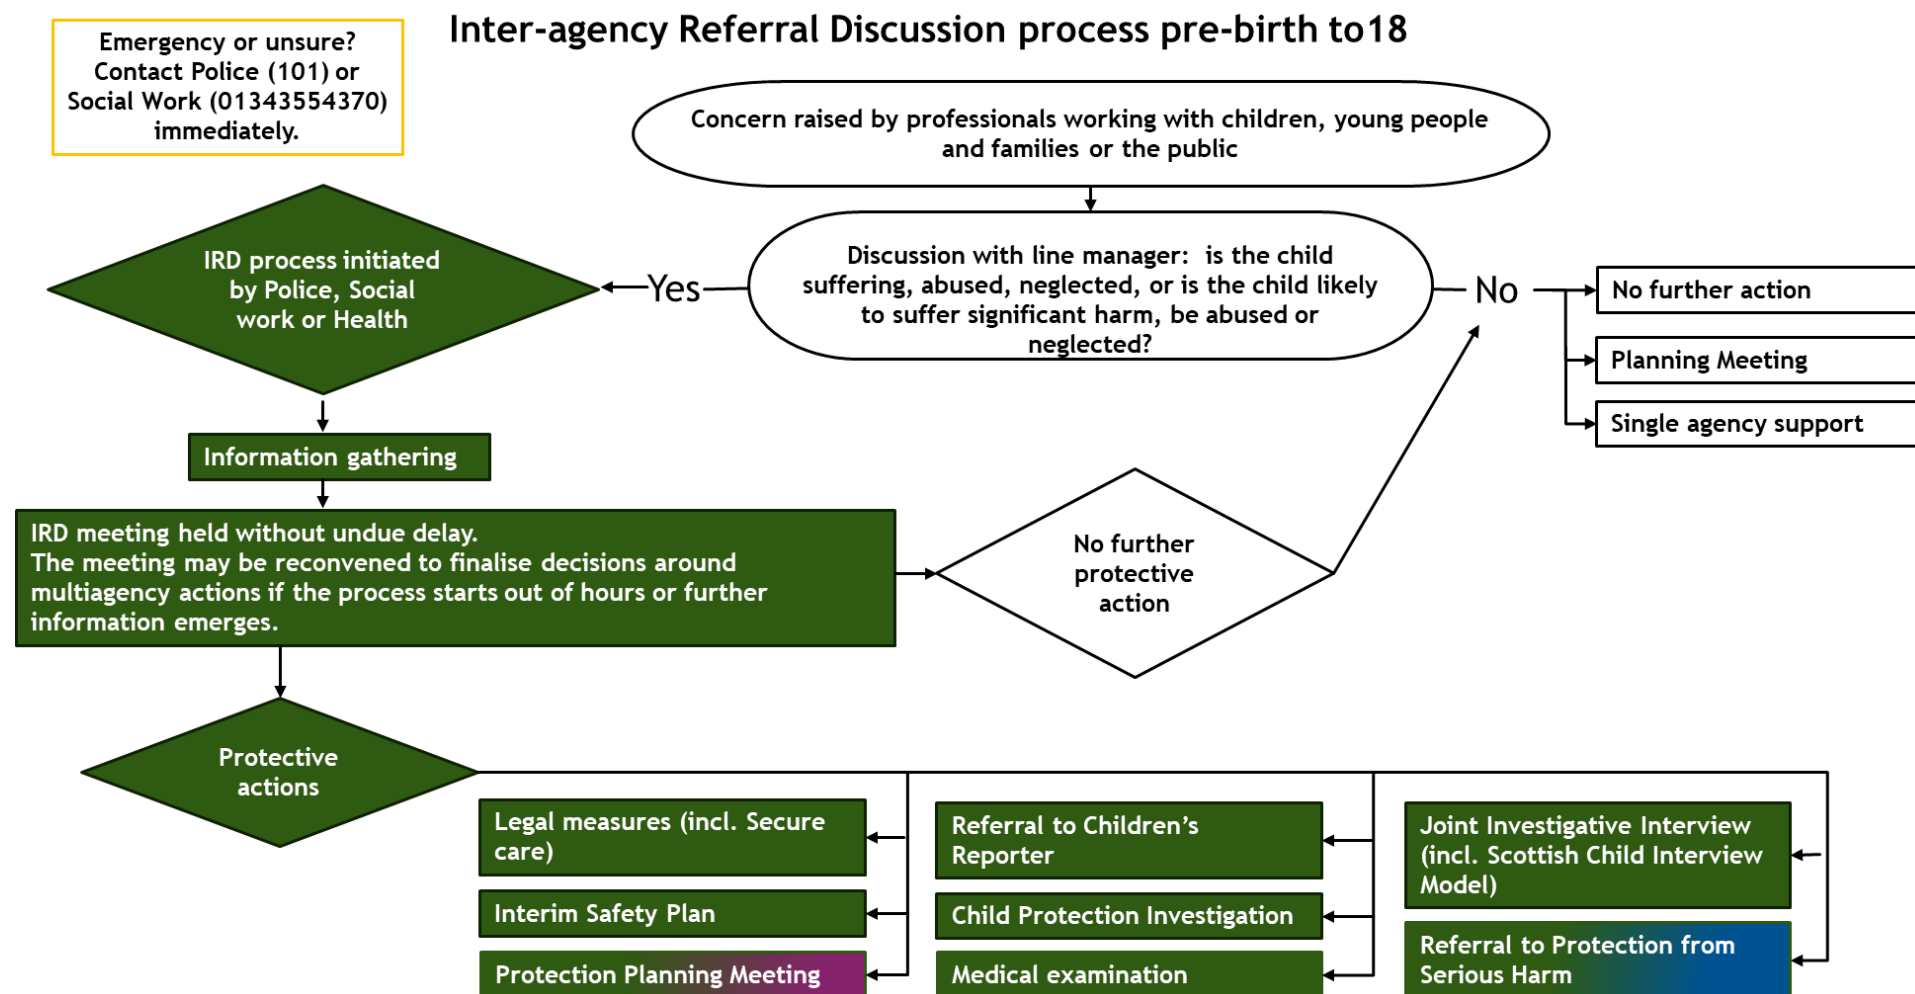 Inter-agency Referral Discussion process pre-birth to18
Emergency or unsure?
Contact Police (101) or
Social Work (01343554370)
immediately.
Concern raised by professionals working with children, young people
and families or the public
Discussion with line manager:  is the child
suffering, abused, neglected, or is the child likely
to suffer significant harm, be abused or
neglected?
Yes
No
IRD process initiated
by Police, Social
work or Health
No further action
Planning Meeting
Single agency support
Information gathering
IRD meeting held without undue delay.
The meeting may be reconvened to finalise decisions around
multiagency actions if the process starts out of hours or further
information emerges.
No further
protective
action
Protective
actions
Legal measures (incl. Secure
care)
Interim Safety Plan
Protection Planning Meeting
Referral to Children’s
Reporter
Child Protection Investigation
Medical examination
Joint Investigative Interview
(incl. Scottish Child Interview
Model)
Referral to Protection from
Serious Harm